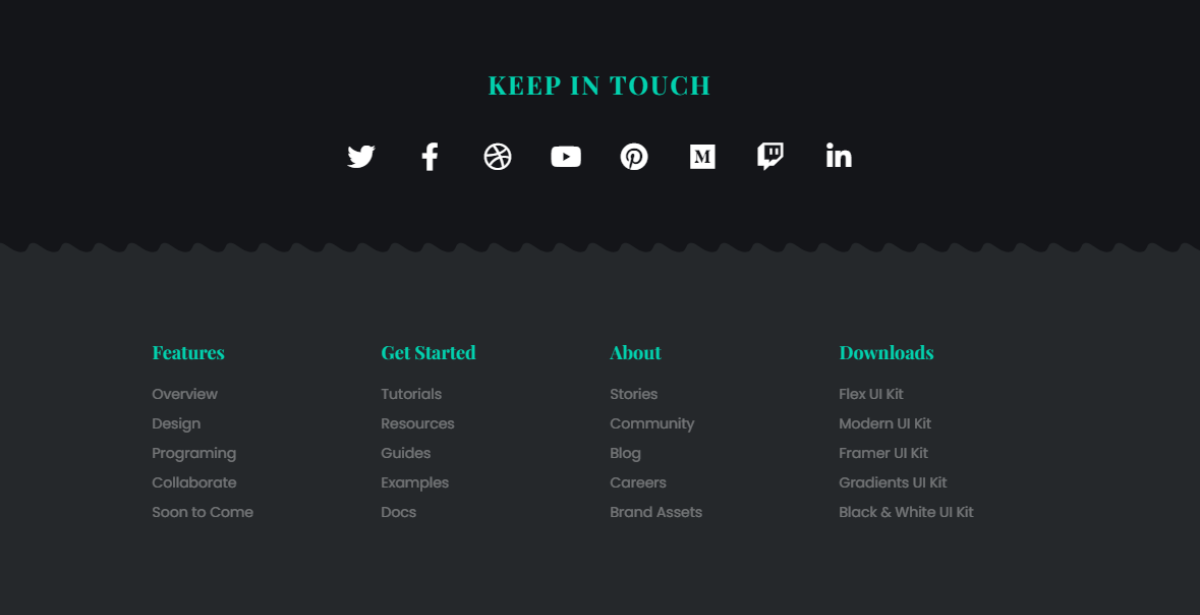 KEEP IN TOUCH
Features
Overview
Design
Programing
Collaborate
Soon to Come
Get Started
Tutorials
Resources
Guides
Examples
Docs
About
Stories
Community
Blog
Careers
Brand Assets
Downloads
Flex UI Kit
Modern UI Kit
Framer UI Kit
Gradients UI Kit
Black & White UI Kit